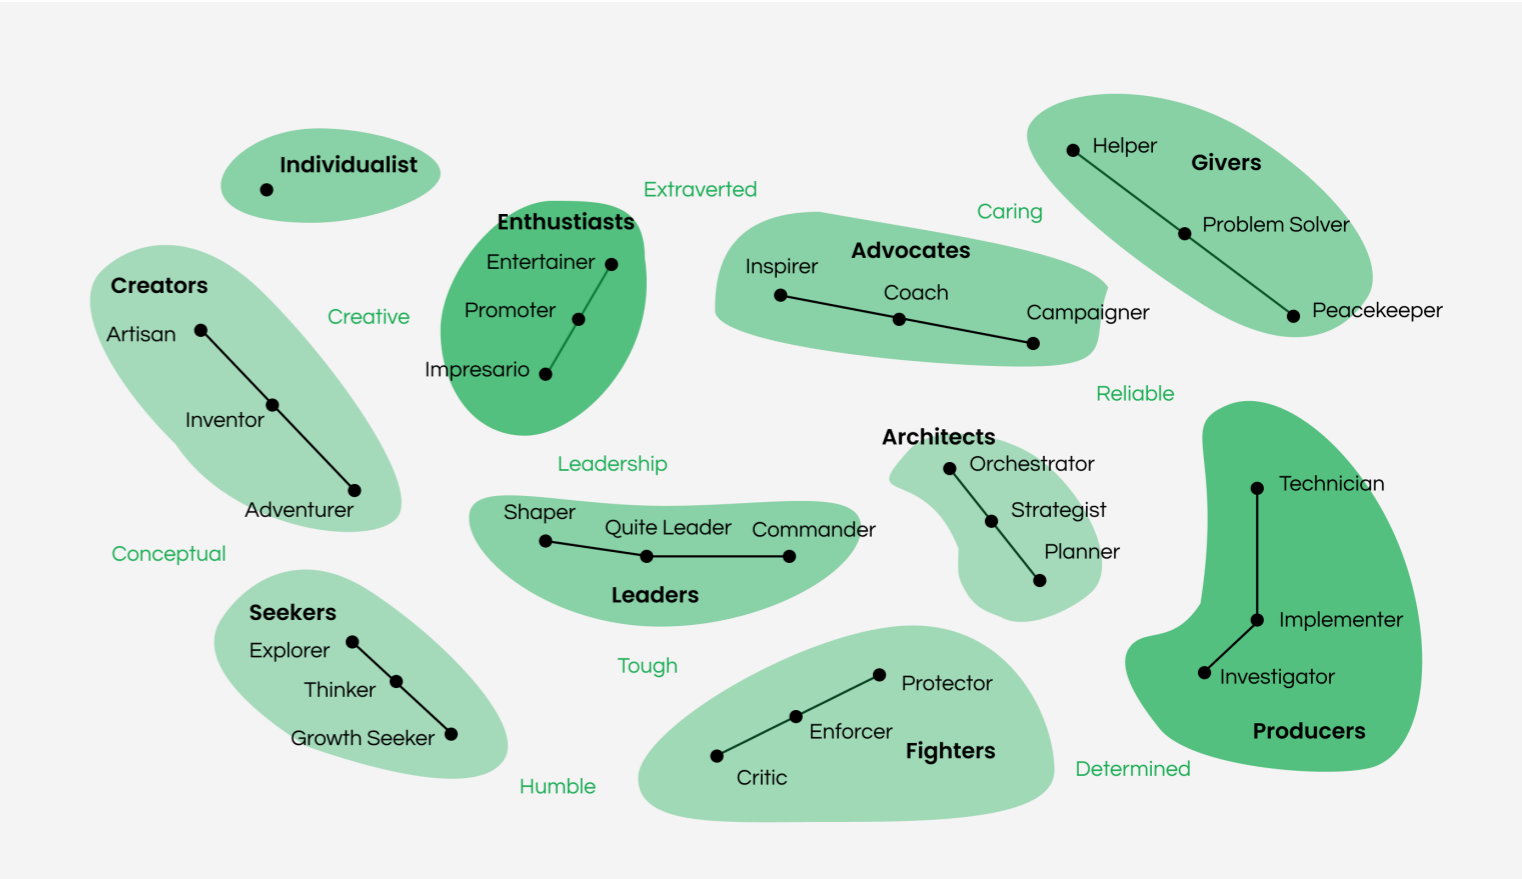 Individualist
Enthustiasts
Entertainer
Promoter
Impresario
Extraverted
Caring
Helper
Givers
Problem Solver
Peacekeeper
Advocates
Inspirer
Coach
Campaigner
Creators
Artisan
Inventor
Adventurer
Creative
Reliable
Leadership
Architects
Orchestrator
Strategist
Planner
Technician
Implementer
Investigator
Producers
Shaper
Quite Leader
Commander
Leaders
Conceptual
Seekers
Explorer
Thinker
Growth Seeker
Tough
Protector
Enforcer
Fighters
Critic
Humble
Determined